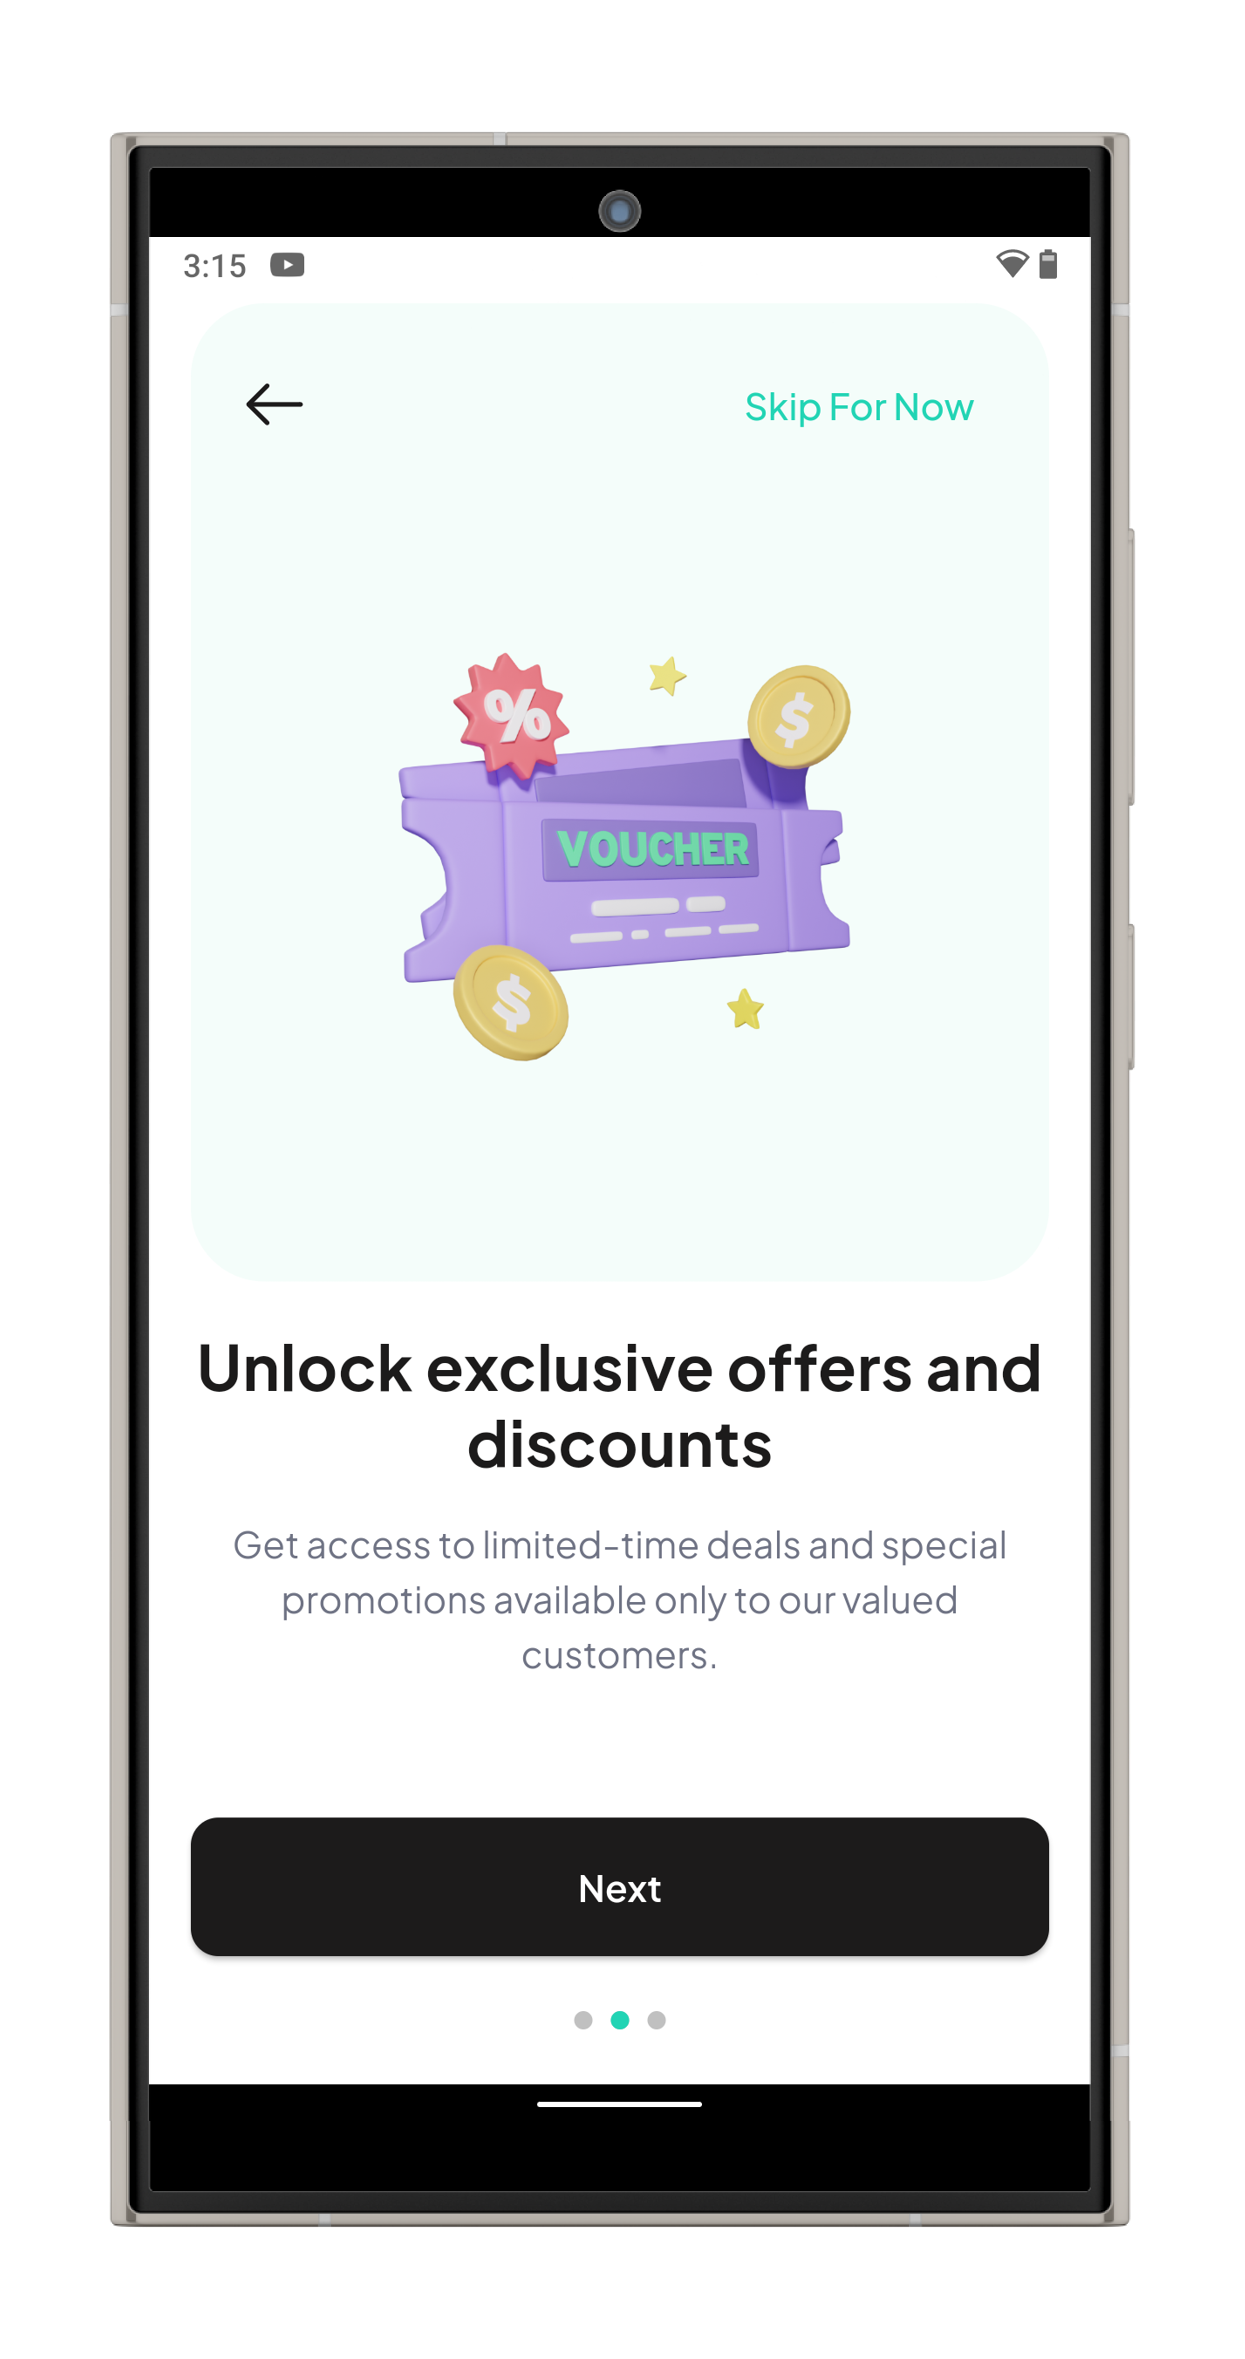 3:15
Skip For Now
%
$
VOUCHER
$
Unlock exclusive offers and
discounts
Get access to limited-time deals and special
promotions available only to our valued
customers.
Next